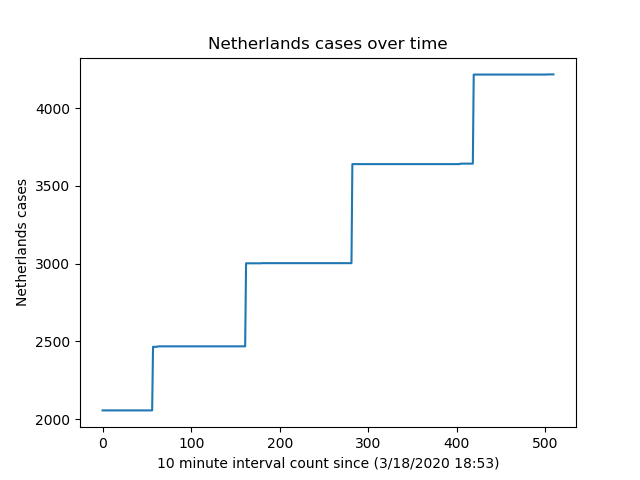 Netherlands cases over time
Netherlands cases
4000
3500
3000
2500
2000
0 100 200 300 400 500
10 minute interval count since (3/18/2020 18:53)